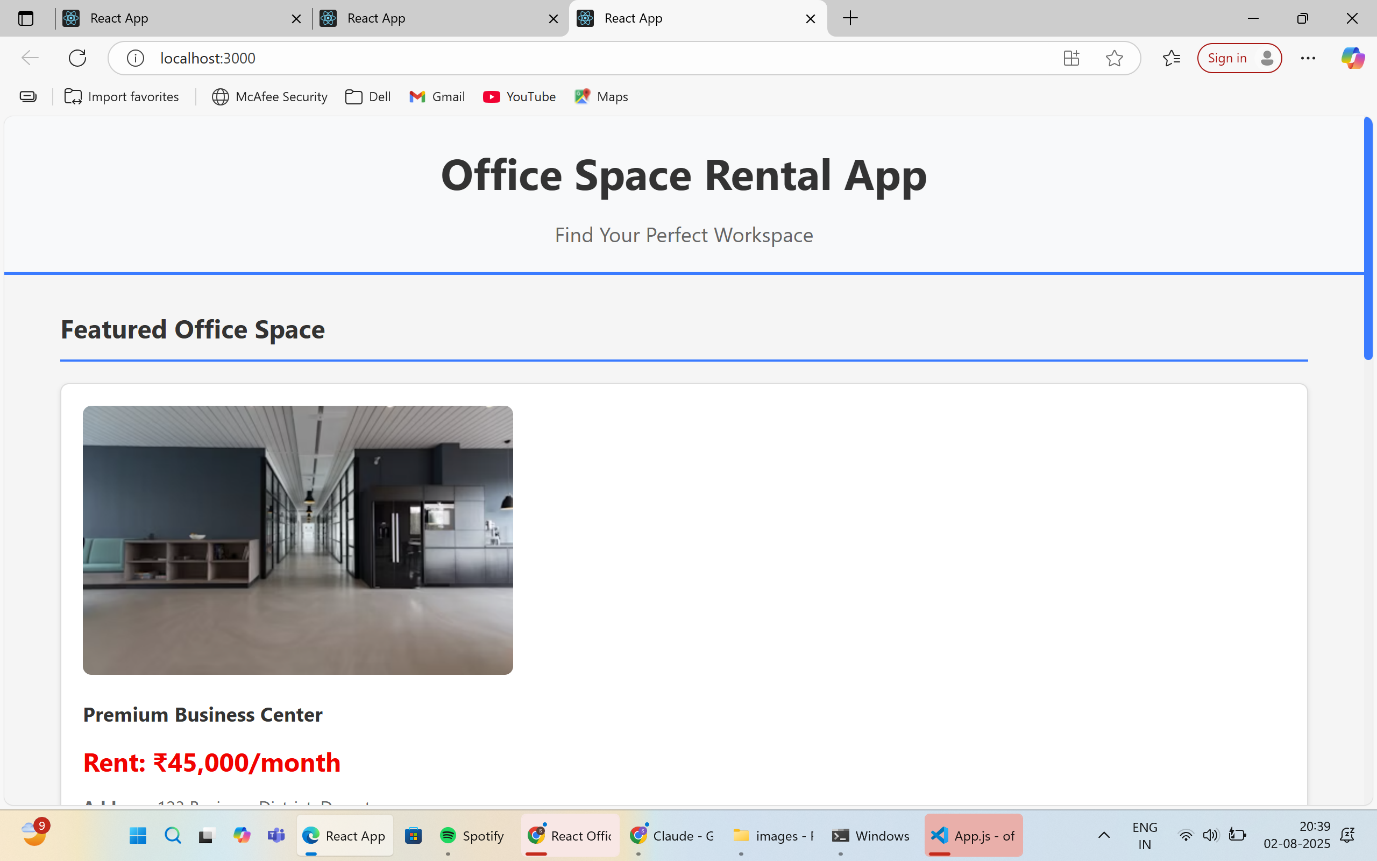 React App
React App
React App
localhost:3000
Sign in
Import favorites
McAfee Security
Dell
Gmail
YouTube
Maps
Office Space Rental App
Find Your Perfect Workspace
Featured Office Space
Premium Business Center
Rent: ₹45,000/month
9
React App
Spotify
React Offic
Claude - G
images - F
Windows
App.js - of
ENG
IN
20:39
02-08-2025